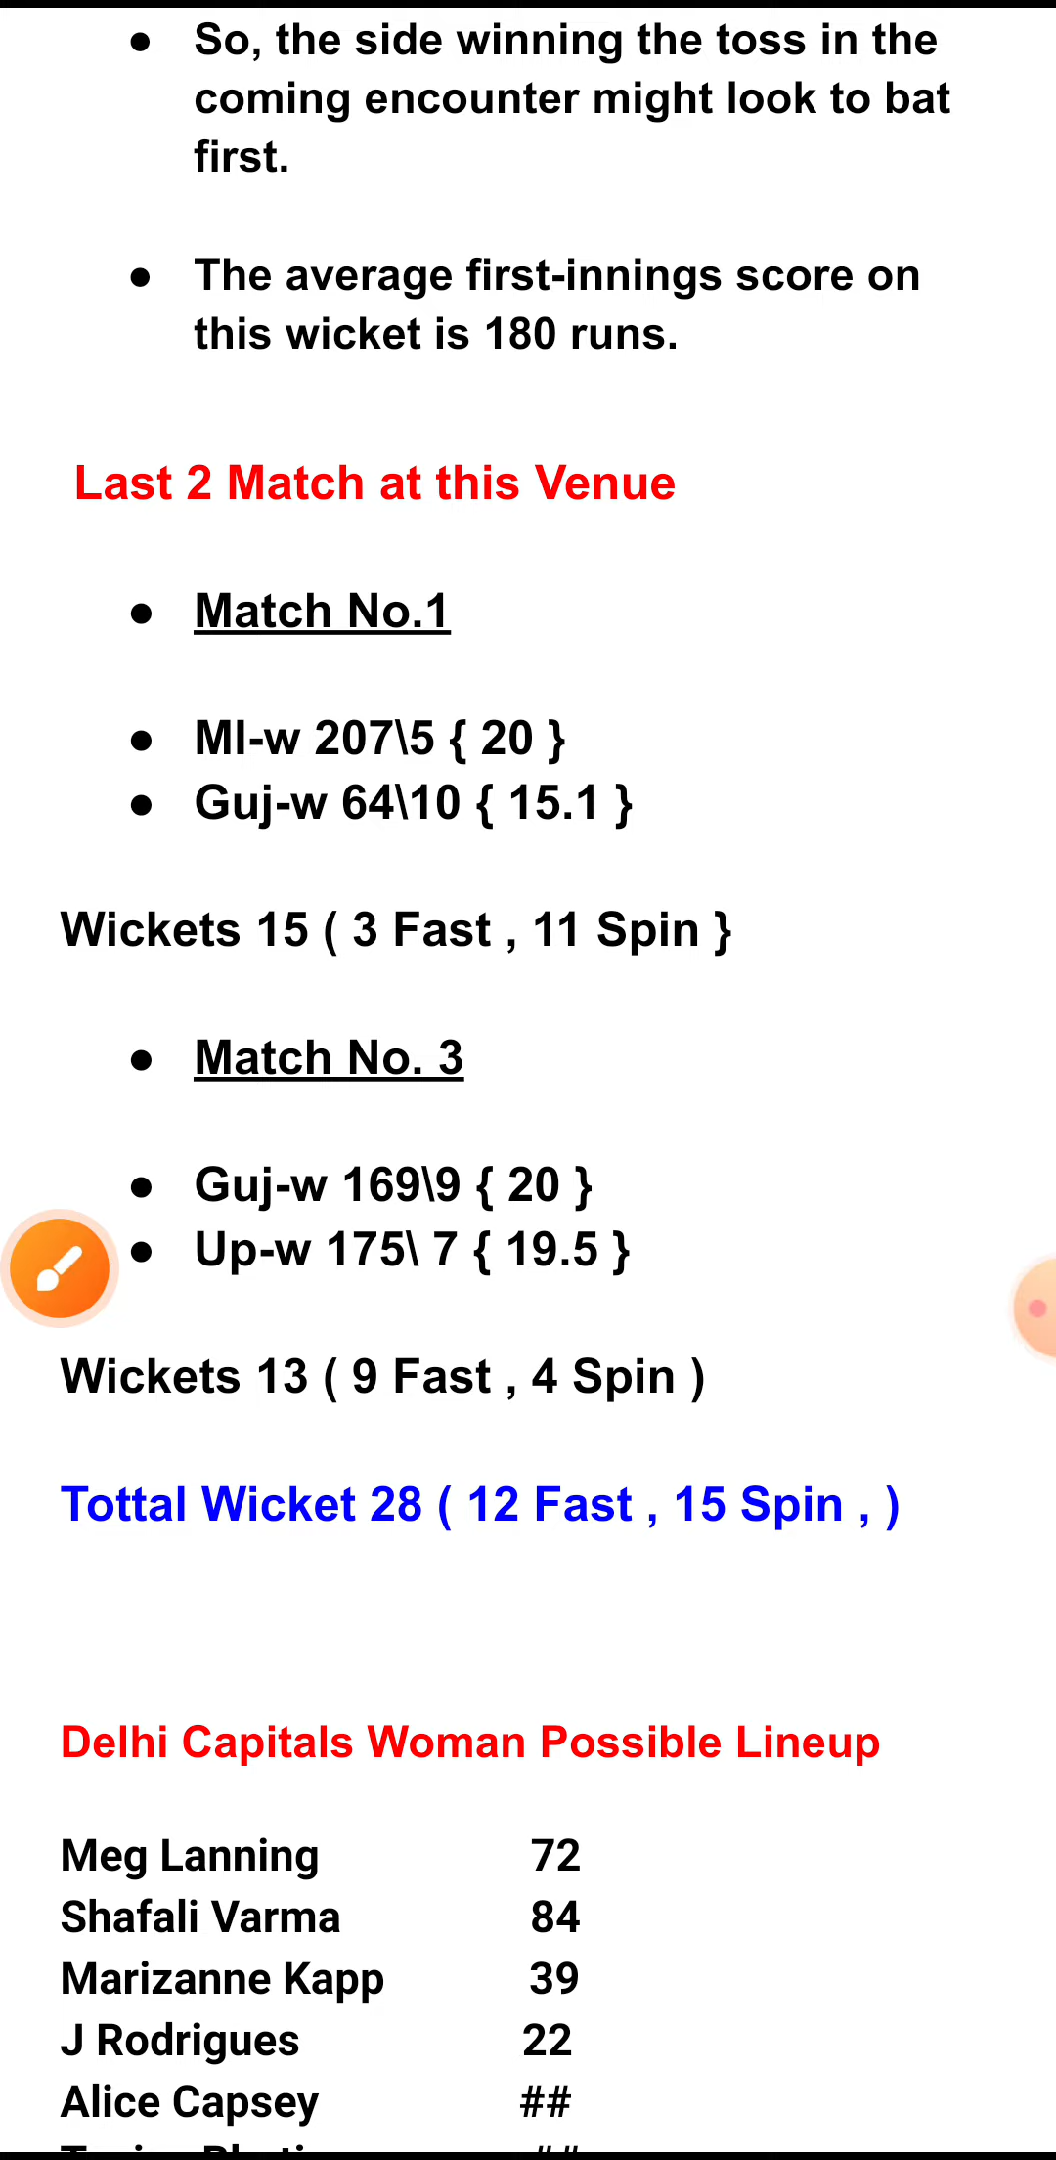 ● So, the side winning the toss in the
coming encounter might look to bat
first.
● The average first-innings score on
this wicket is 180 runs.
Last 2 Match at this Venue
● Match No.1
● MI-w 207\5 { 20 }
● Guj-w 64\10 { 15.1 }
Wickets 15 ( 3 Fast , 11 Spin }
● Match No. 3
● Guj-w 169\9 { 20 }
● Up-w 175\ 7 { 19.5 }
Wickets 13 ( 9 Fast , 4 Spin )
Tottal Wicket 28 ( 12 Fast , 15 Spin , )
Delhi Capitals Woman Possible Lineup
Meg Lanning 72
Shafali Varma 84
Marizanne Kapp 39
J Rodrigues 22
Alice Capsey ##